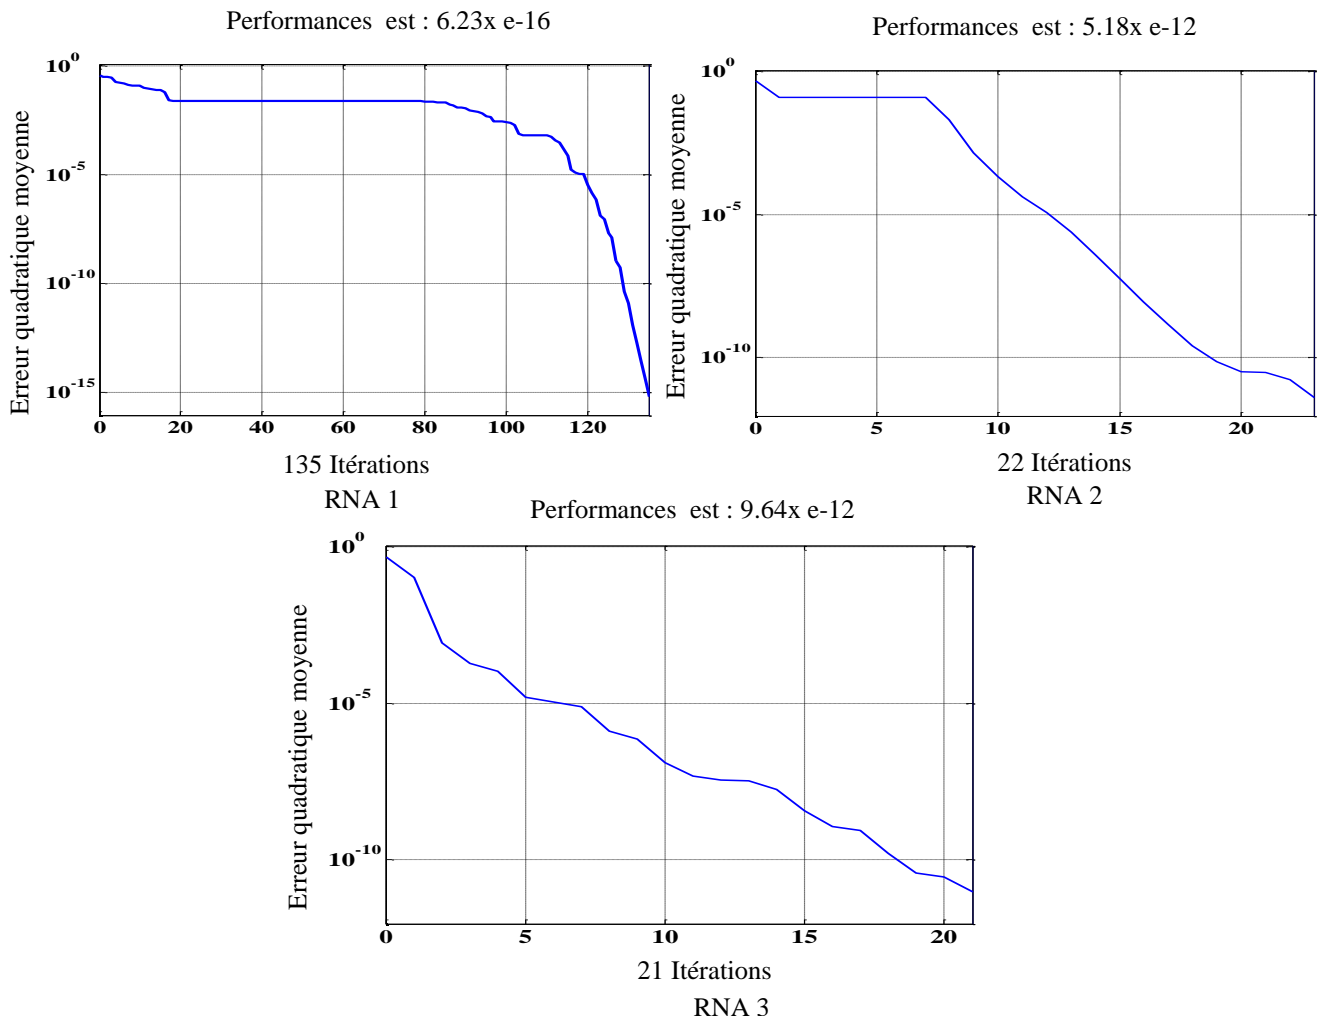 Performances est : 6.23x e-16
Erreur quadratique moyenne
10^0
10^-5
10^-10
10^-15
0 20 40 60 80 100 120
135 Itérations
RNA 1
Performances est : 5.18x e-12
Erreur quadratique moyenne
10^0
10^-5
10^-10
0 5 10 15 20
22 Itérations
RNA 2
Performances est : 9.64x e-12
Erreur quadratique moyenne
10^0
10^-5
10^-10
0 5 10 15 20
21 Itérations
RNA 3